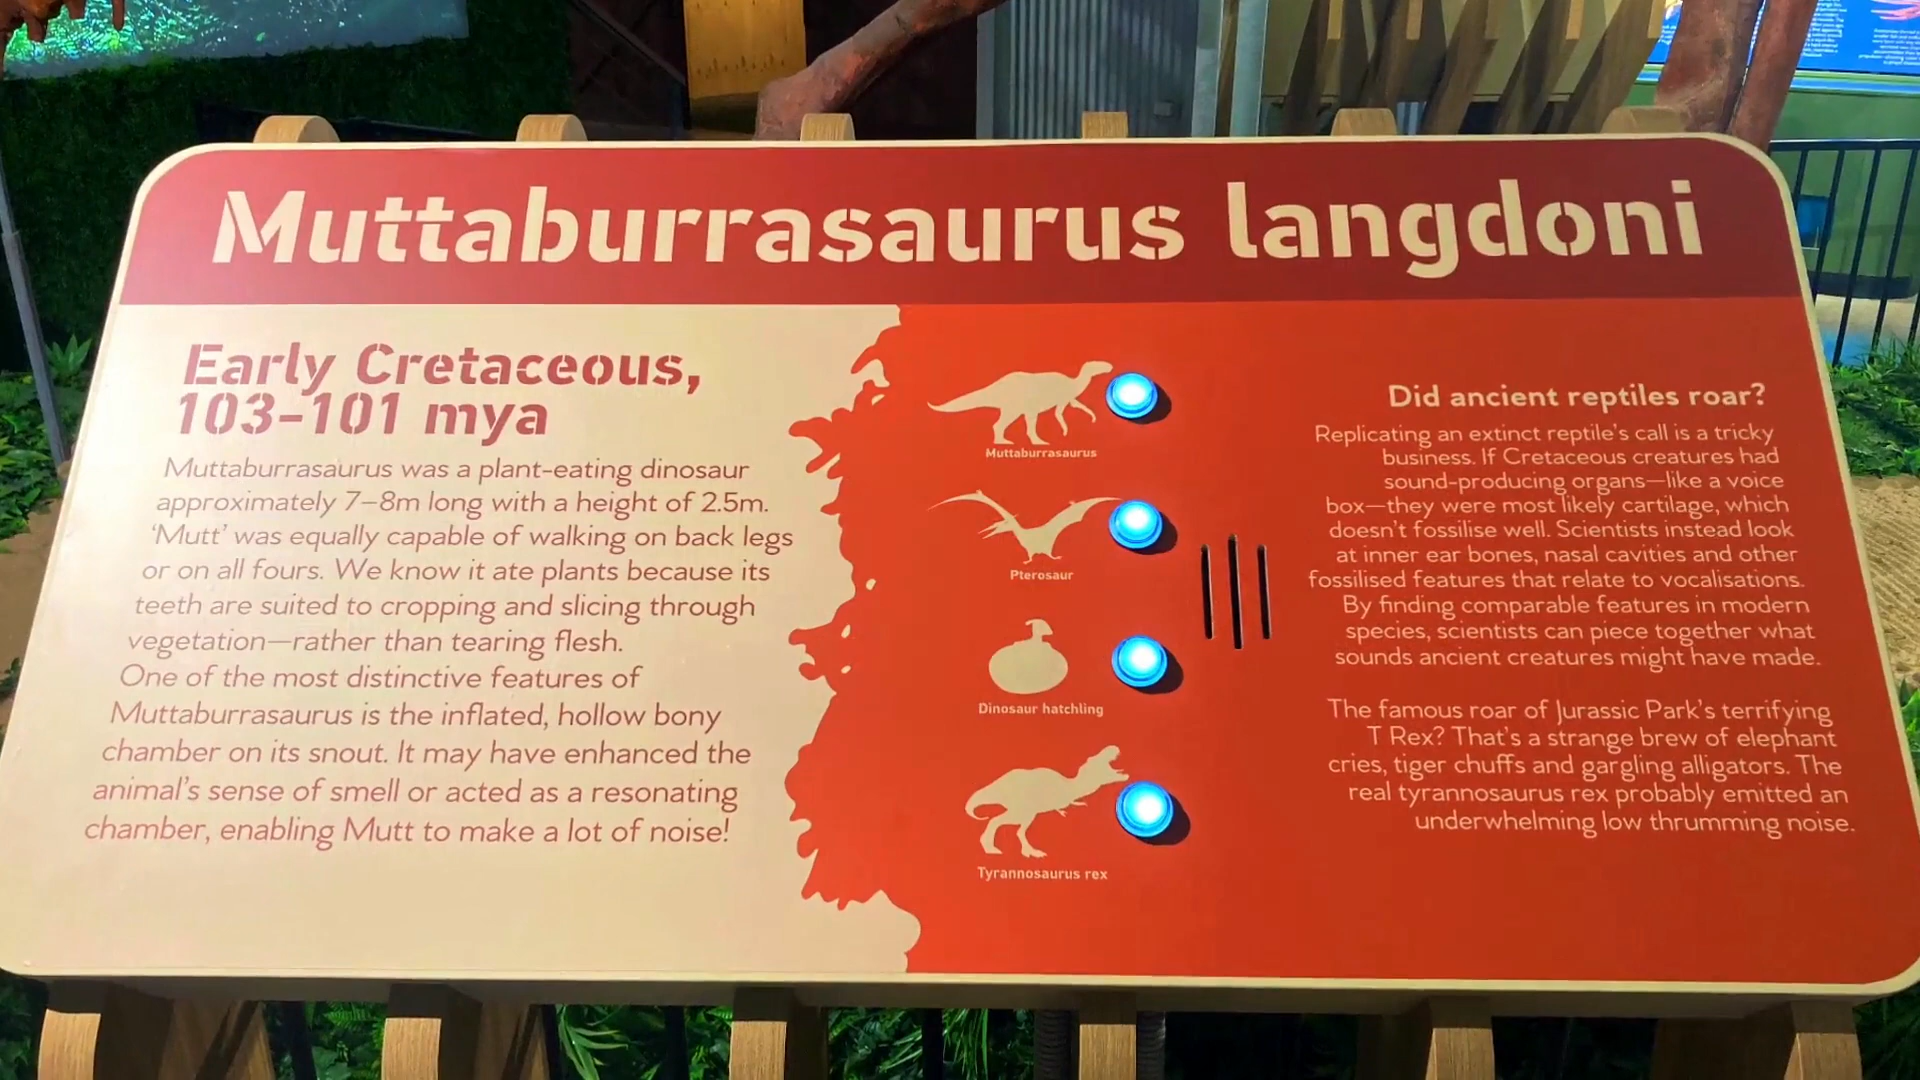 Muttaburrasaurus langdoni
Early Cretaceous,
103–101 mya
Muttaburrasaurus was a plant-eating dinosaur
approximately 7–8m long with a height of 2.5m.
‘Mutt’ was equally capable of walking on back legs
or on all fours. We know it ate plants because its
teeth are suited to cropping and slicing through
vegetation—rather than tearing flesh.
One of the most distinctive features of
Muttaburrasaurus is the inflated, hollow bony
chamber on its snout. It may have enhanced the
animal’s sense of smell or acted as a resonating
chamber, enabling Mutt to make a lot of noise!
Muttaburrasaurus
Pterosaur
Dinosaur hatchling
Tyrannosaurus rex
Did ancient reptiles roar?
Replicating an extinct reptile’s call is a tricky
business. If Cretaceous creatures had
sound-producing organs—like a voice
box—they were most likely cartilage, which
doesn’t fossilise well. Scientists instead look
at inner ear bones, nasal cavities and other
fossilised features that relate to vocalisations.
By finding comparable features in modern
species, scientists can piece together what
sounds ancient creatures might have made.
The famous roar of Jurassic Park’s terrifying
T Rex? That’s a strange brew of elephant
cries, tiger chuffs and gargling alligators. The
real tyrannosaurus rex probably emitted an
underwhelming low thrumming noise.